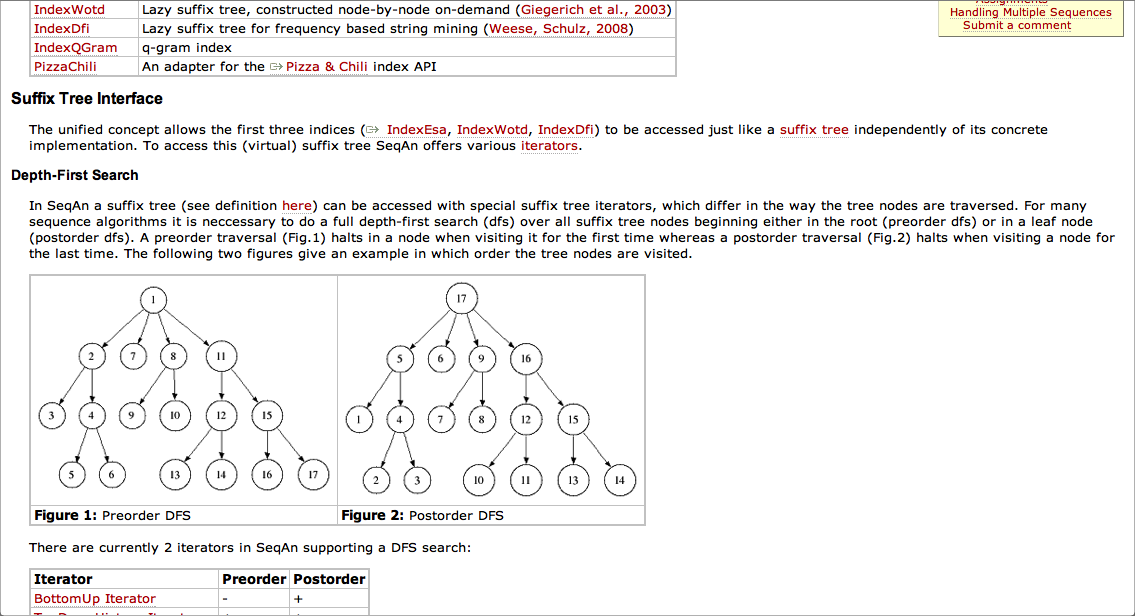 IndexWotd Lazy suffix tree, constructed node-by-node on-demand (Giegerich et al., 2003)
IndexDfi Lazy suffix tree for frequency based string mining (Weese, Schulz, 2008)
IndexQGram q-gram index
PizzaChili An adapter for the Pizza & Chili index API
Handling Multiple Sequences
Submit a comment
Suffix Tree Interface
The unified concept allows the first three indices ( IndexEsa, IndexWotd, IndexDfi) to be accessed just like a suffix tree independently of its concrete
implementation. To access this (virtual) suffix tree SeqAn offers various iterators.
Depth-First Search
In SeqAn a suffix tree (see definition here) can be accessed with special suffix tree iterators, which differ in the way the tree nodes are traversed. For many
sequence algorithms it is neccessary to do a full depth-first search (dfs) over all suffix tree nodes beginning either in the root (preorder dfs) or in a leaf node
(postorder dfs). A preorder traversal (Fig.1) halts in a node when visiting it for the first time whereas a postorder traversal (Fig.2) halts when visiting a node for
the last time. The following two figures give an example in which order the tree nodes are visited.
1
2 7 8 11
3 4 9 10 12 15
5 6 13 14 16 17
Figure 1: Preorder DFS
17
5 6 9 16
1 4 7 8 12 15
2 3 10 11 13 14
Figure 2: Postorder DFS
There are currently 2 iterators in SeqAn supporting a DFS search:
Iterator Preorder Postorder
BottomUp Iterator - +